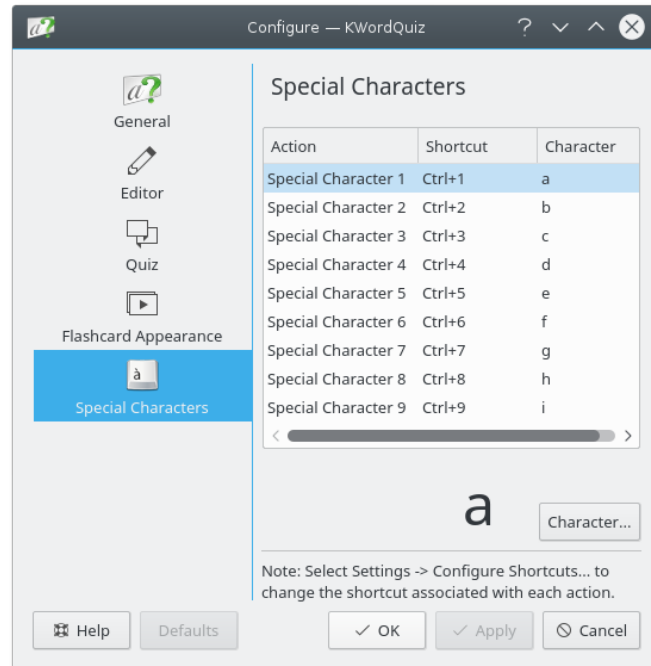 Configure — KWordQuiz
General
Editor
Quiz
Flashcard Appearance
Special Characters
Special Characters
Action Shortcut Character
Special Character 1 Ctrl+1 a
Special Character 2 Ctrl+2 b
Special Character 3 Ctrl+3 c
Special Character 4 Ctrl+4 d
Special Character 5 Ctrl+5 e
Special Character 6 Ctrl+6 f
Special Character 7 Ctrl+7 g
Special Character 8 Ctrl+8 h
Special Character 9 Ctrl+9 i
a
Character...
Note: Select Settings -> Configure Shortcuts... to
change the shortcut associated with each action.
Help Defaults OK Apply Cancel